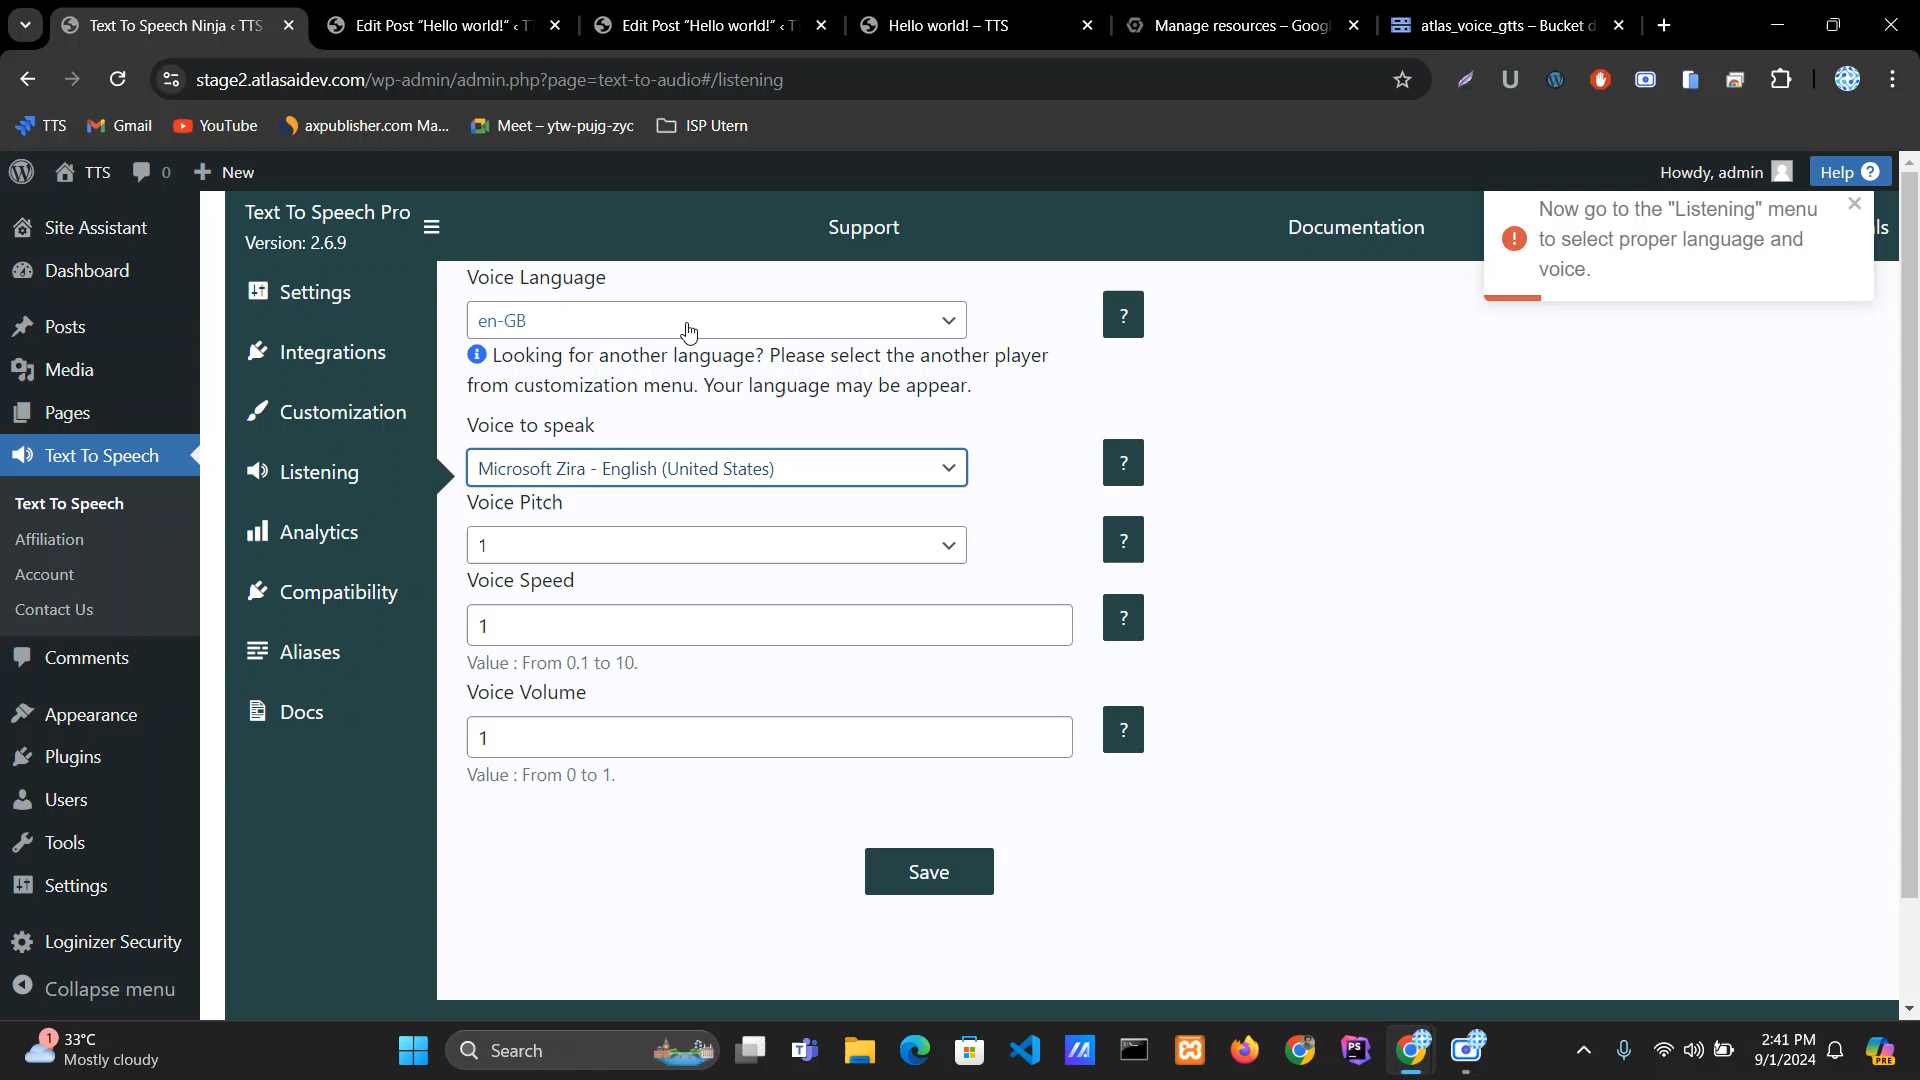 Text To Speech Ninja ‹ TTS
Edit Post "Hello world!" ‹ T
Edit Post "Hello world!" ‹ T
Hello world! – TTS
Manage resources – Googl
atlas_voice_gtts – Bucket d
stage2.atlasaidev.com/wp-admin/admin.php?page=text-to-audio#/listening
TTS
Gmail
YouTube
axpublisher.com Ma...
Meet – ytw-pujg-zyc
ISP Utern
TTS
0
New
Howdy, admin
Help
Site Assistant
Dashboard
Posts
Media
Pages
Text To Speech
Text To Speech
Affiliation
Account
Contact Us
Comments
Appearance
Plugins
Users
Tools
Settings
Loginizer Security
Collapse menu
Text To Speech Pro
Version: 2.6.9
Support
Documentation
ls
Now go to the "Listening" menu
to select proper language and
voice.
Settings
Integrations
Customization
Listening
Analytics
Compatibility
Aliases
Docs
Voice Language
en-GB
?
Looking for another language? Please select the another player
from customization menu. Your language may be appear.
Voice to speak
Microsoft Zira - English (United States)
?
Voice Pitch
1
?
Voice Speed
1
?
Value : From 0.1 to 10.
Voice Volume
1
?
Value : From 0 to 1.
Save
1
33°C
Mostly cloudy
Search
2:41 PM
9/1/2024
PRE